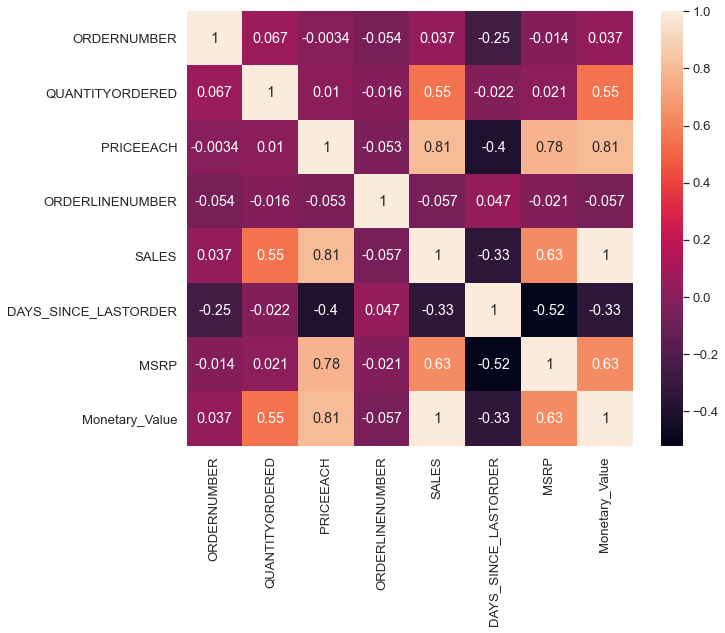 ORDERNUMBER 1 0.067 -0.0034 -0.054 0.037 -0.25 -0.014 0.037
QUANTITYORDERED 0.067 1 0.01 -0.016 0.55 -0.022 0.021 0.55
PRICEEACH -0.0034 0.01 1 -0.053 0.81 -0.4 0.78 0.81
ORDERLINENUMBER -0.054 -0.016 -0.053 1 -0.057 0.047 -0.021 -0.057
SALES 0.037 0.55 0.81 -0.057 1 -0.33 0.63 1
DAYS_SINCE_LASTORDER -0.25 -0.022 -0.4 0.047 -0.33 1 -0.52 -0.33
MSRP -0.014 0.021 0.78 -0.021 0.63 -0.52 1 0.63
Monetary_Value 0.037 0.55 0.81 -0.057 1 -0.33 0.63 1
ORDERNUMBER
QUANTITYORDERED
PRICEEACH
ORDERLINENUMBER
SALES
DAYS_SINCE_LASTORDER
MSRP
Monetary_Value
1.0
0.8
0.6
0.4
0.2
0.0
−0.2
−0.4